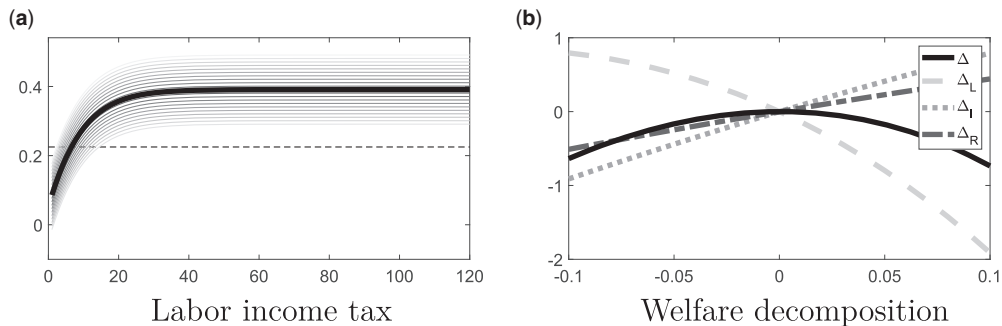 (a)
0.4
0.2
0
0 20 40 60 80 100 120
Labor income tax
(b)
1
0
-1
-2
-0.1 -0.05 0 0.05 0.1
Δ
Δ_L
Δ_I
Δ_R
Welfare decomposition